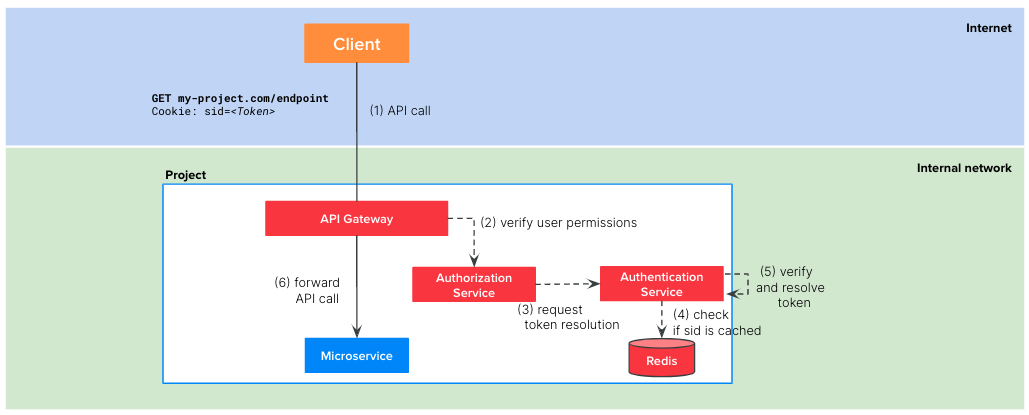 Internet
Client
GET my-project.com/endpoint
Cookie: sid=<Token>
(1) API call
Internal network
Project
API Gateway
(2) verify user permissions
Authorization
Service
Authentication
Service
(5) verify
and resolve
token
(6) forward
API call
(3) request
token resolution
(4) check
if sid is cached
Microservice
Redis